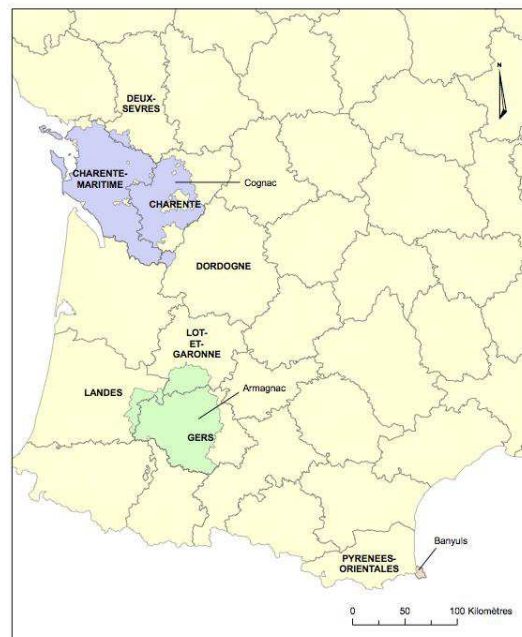 N
DEUX-
SEVRES
CHARENTE-
MARITIME
Cognac
CHARENTE
DORDOGNE
LOT-
ET-
GARONNE
LANDES
Armagnac
GERS
Banyuls
PYRENEES-
ORIENTALES
0 50 100 Kilomètres